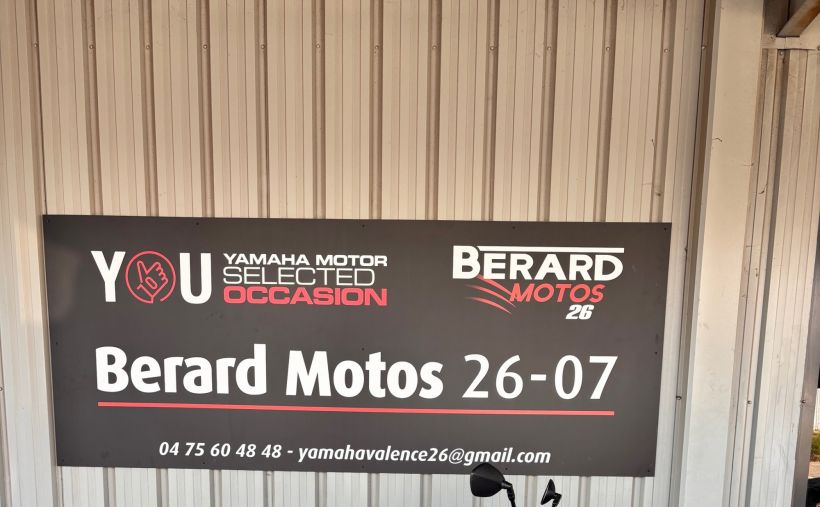 YOU
YAMAHA MOTOR
SELECTED
OCCASION
BERARD
MOTOS
26
Berard Motos 26-07
04 75 60 48 48 - yamahavalence26@gmail.com